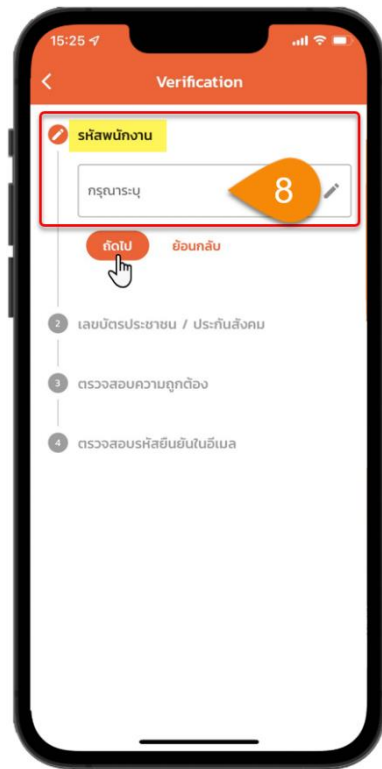 15:25
Verification
รหัสพนักงาน
กรุณาระบุ
8
ถัดไป ย้อนกลับ
2 เลขบัตรประชาชน / ประกันสังคม
3 ตรวจสอบความถูกต้อง
4 ตรวจสอบรหัสยืนยันในอีเมล